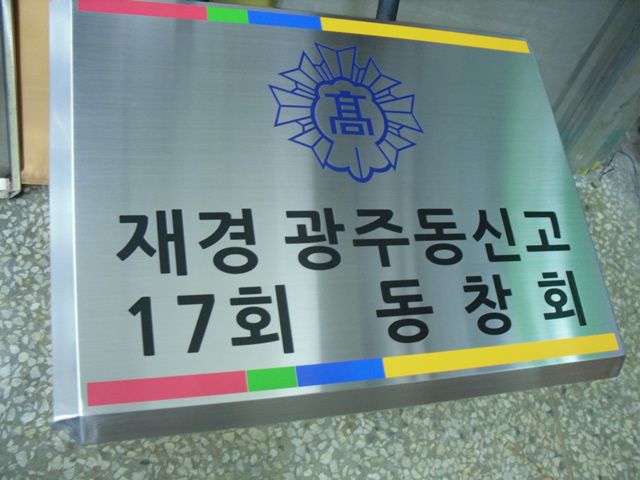 高
재경 광주동신고
17회 동창회